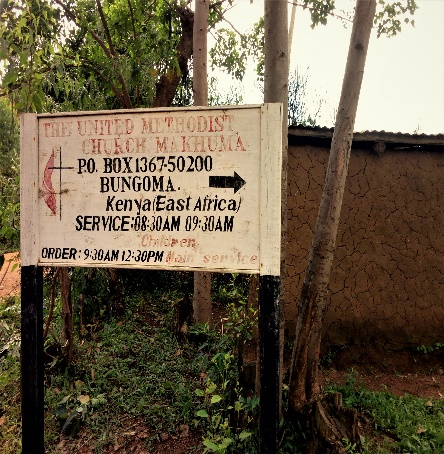 THE UNITED METHODIST
CHURCH MAKHUMA
P.O. BOX 1367-50200
BUNGOMA.
Kenya(East Africa)
SERVICE:08:30AM 09:30AM
Children
ORDER: 9:30AM 12:30PM Main service